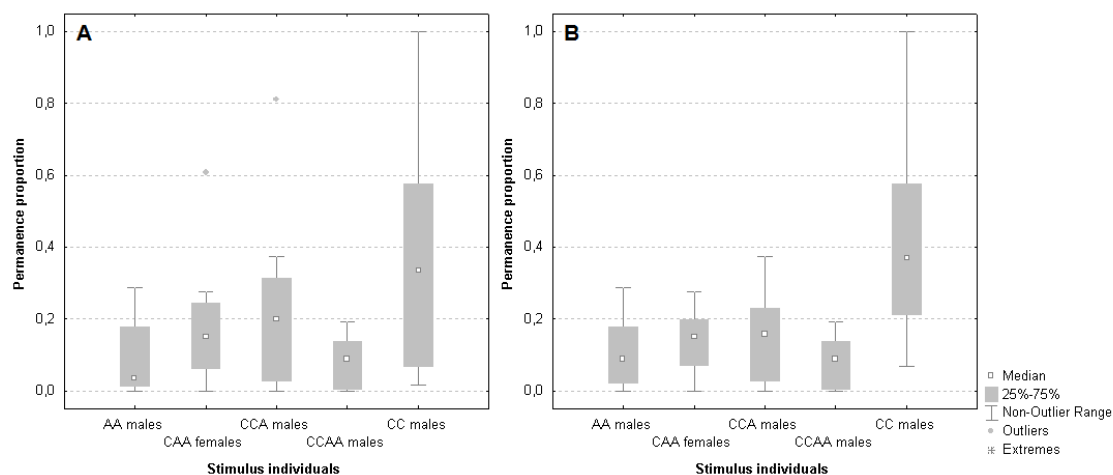 A
Permanence proportion
1,0
0,8
0,6
0,4
0,2
0,0
AA males
CAA females
CCA males
CCAA males
CC males
Stimulus individuals
B
Permanence proportion
1,0
0,8
0,6
0,4
0,2
0,0
AA males
CAA females
CCA males
CCAA males
CC males
Stimulus individuals
Median
25%-75%
Non-Outlier Range
Outliers
Extremes